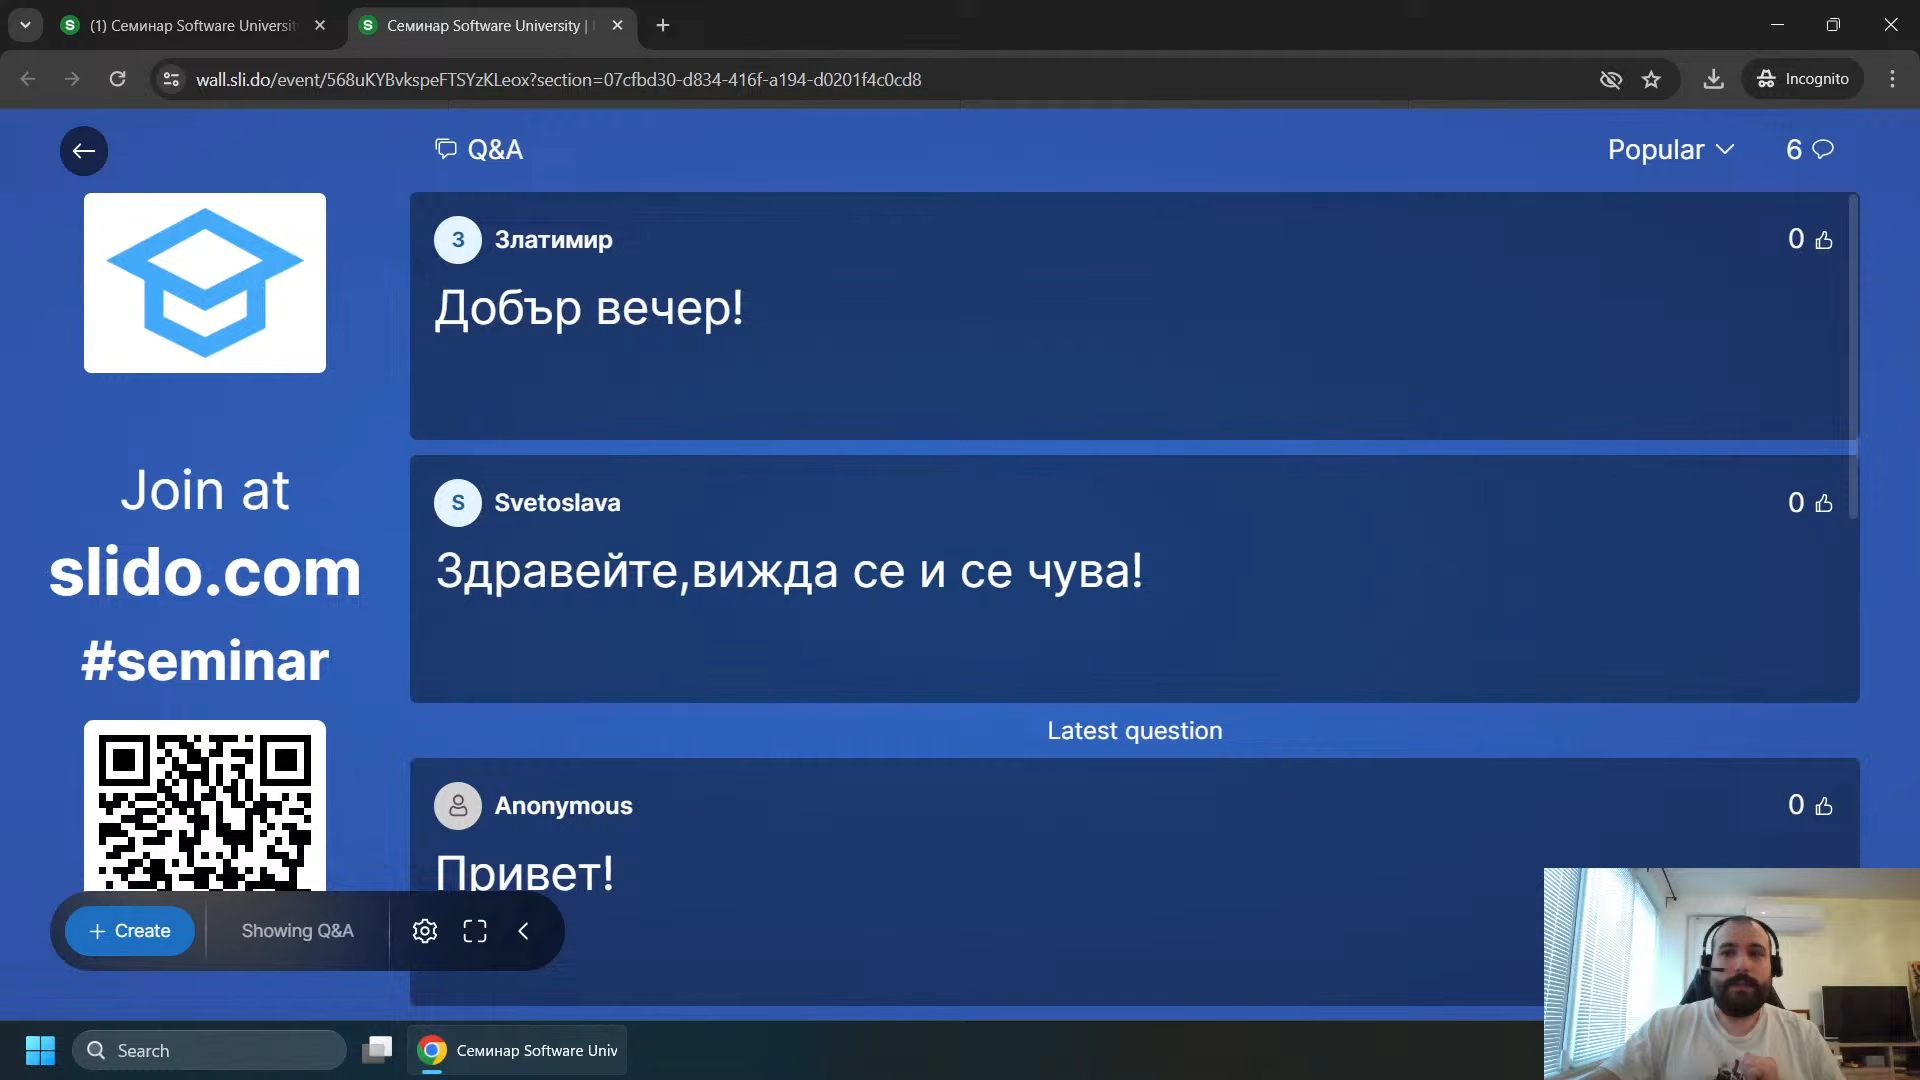 (1) Семинар Software Universit
Семинар Software University |
wall.sli.do/event/568uKYBvkspeFTSYzKLeox?section=07cfbd30-d834-416f-a194-d0201f4c0cd8
Incognito
Q&A
Popular
6
З Златимир
0
Добър вечер!
S Svetoslava
0
Здравейте,вижда се и се чува!
Latest question
Anonymous
0
Привет!
Join at
slido.com
#seminar
+ Create
Showing Q&A
Search
Семинар Software Univ